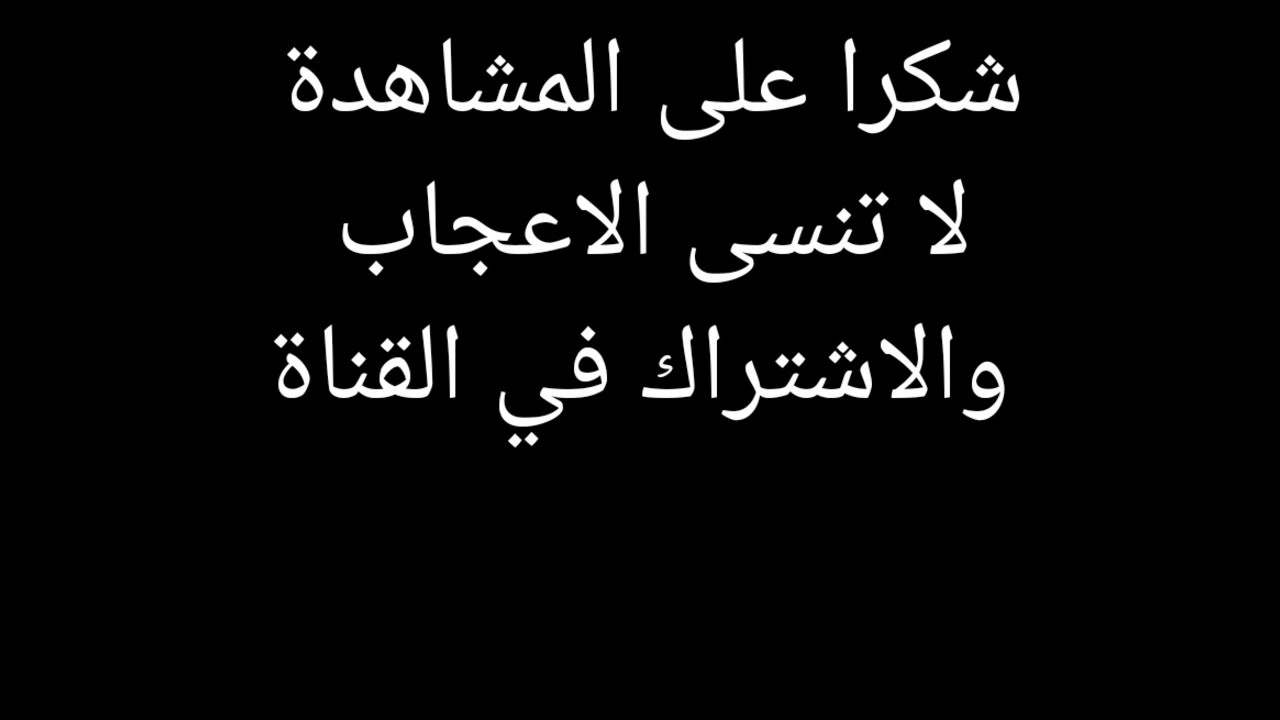 شكرا على المشاهدة
لا تنسى الاعجاب
والاشتراك في القناة